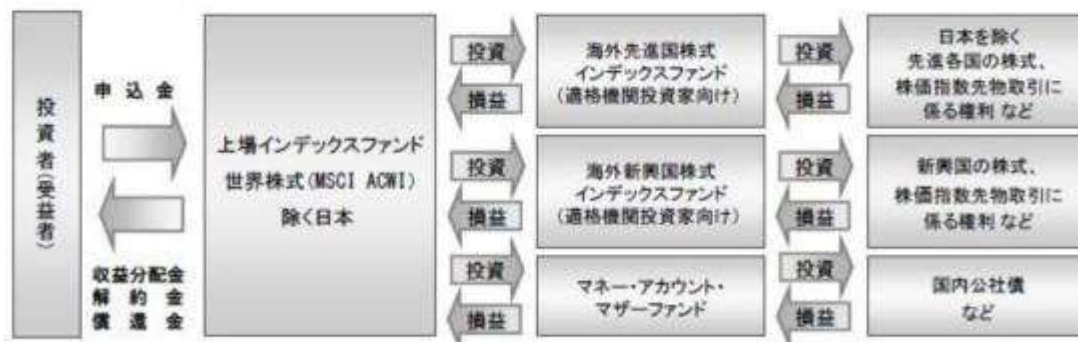 投資者(受益者)
申込金
収益分配金
解約金
償還金
上場インデックスファンド
世界株式(MSCI ACWI)
除く日本
投資
損益
海外先進国株式
インデックスファンド
(適格機関投資家向け)
投資
損益
日本を除く
先進各国の株式、
株価指数先物取引に
係る権利 など
投資
損益
海外新興国株式
インデックスファンド
(適格機関投資家向け)
投資
損益
新興国の株式、
株価指数先物取引に
係る権利 など
投資
損益
マネー・アカウント・
マザーファンド
投資
損益
国内公社債
など